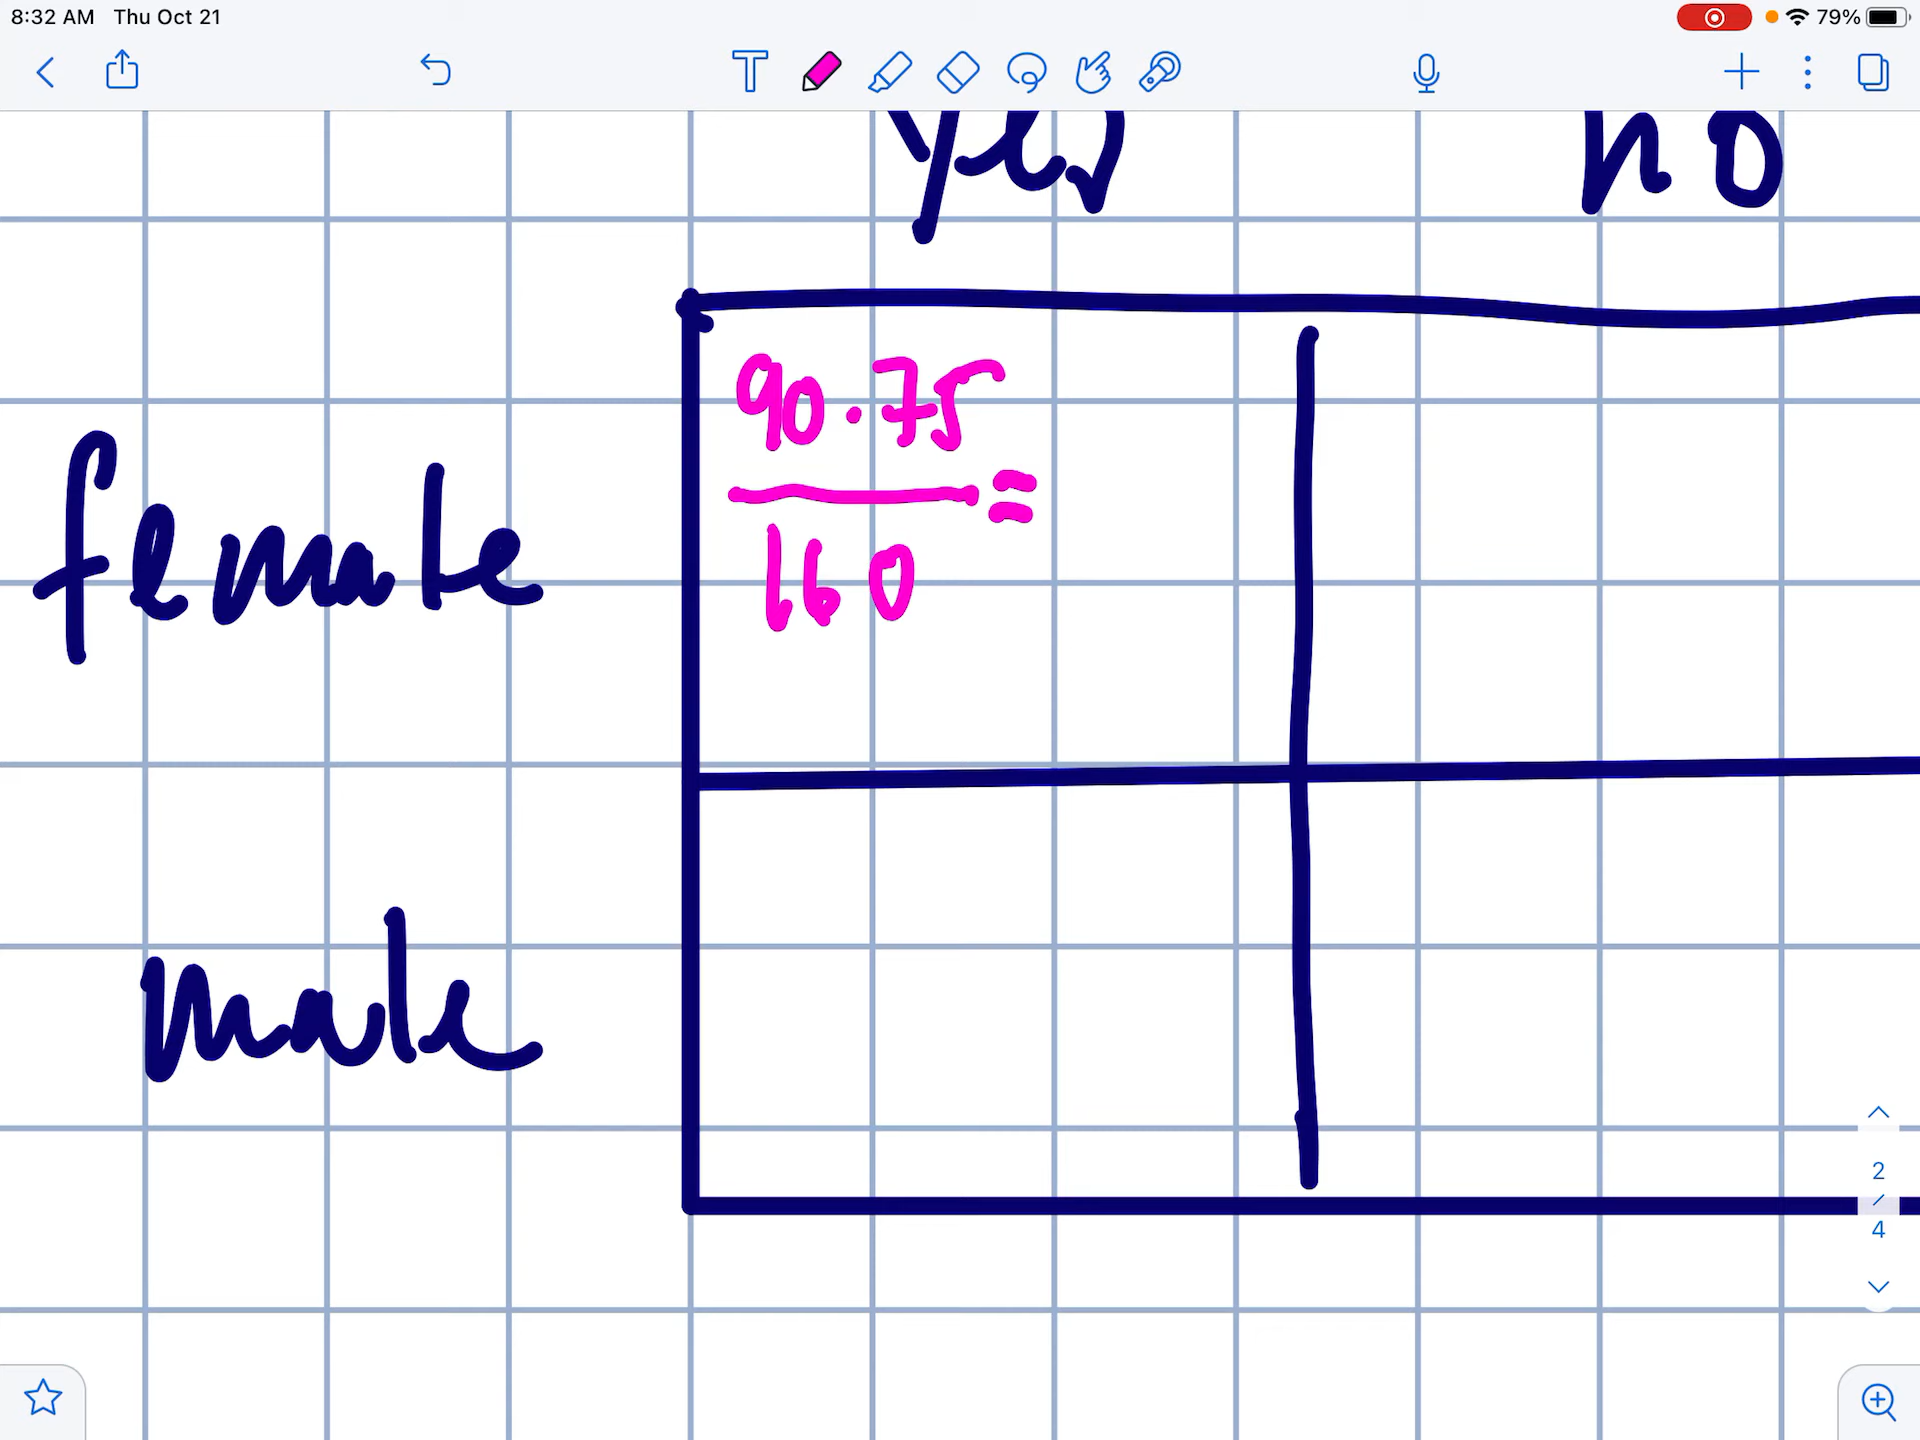 8:32 AM Thu Oct 21
79%
T
yes no
90.75
=
160
female
male
2
/
4